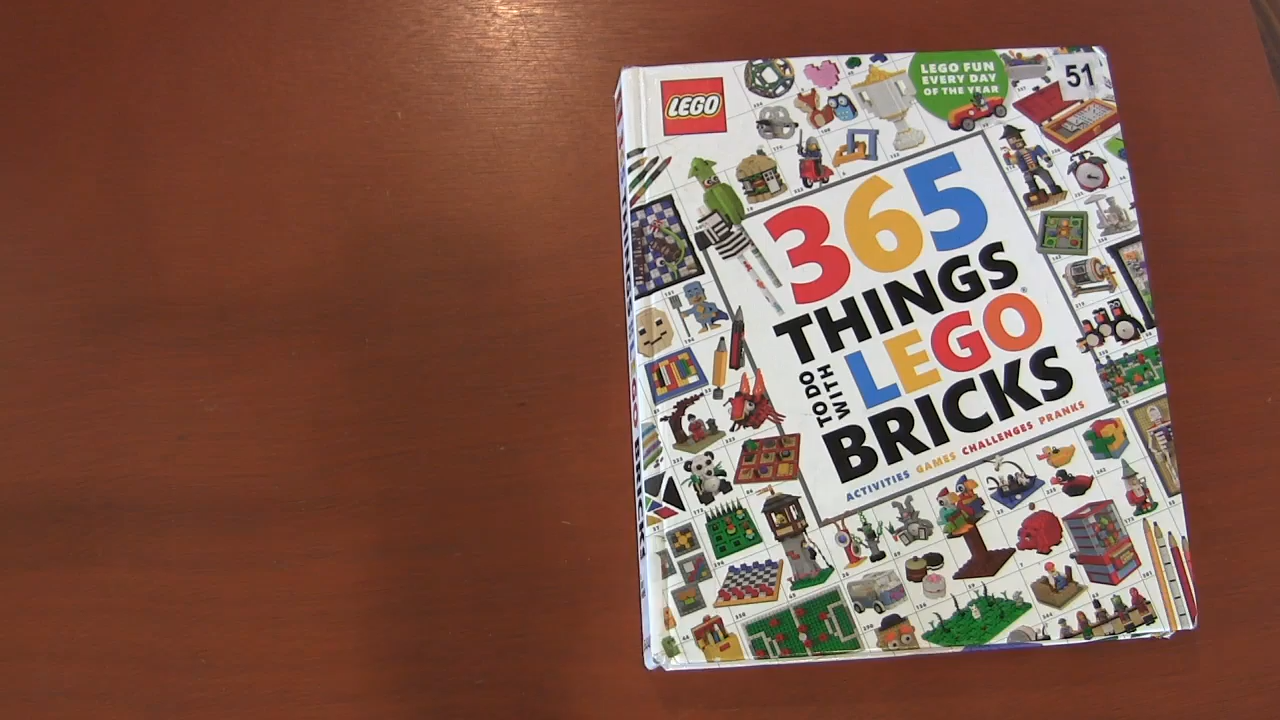 LEGO
LEGO FUN
EVERY DAY
OF THE YEAR
51
365
THINGS
TO DO
WITH
LEGO®
BRICKS
ACTIVITIES GAMES CHALLENGES PRANKS